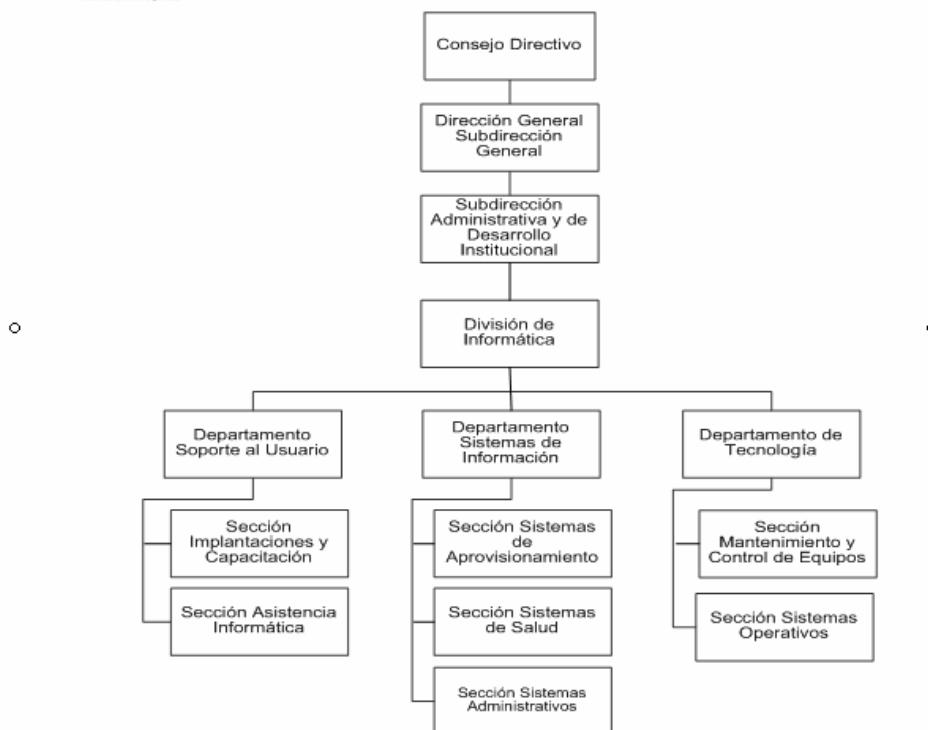 Consejo Directivo
Dirección General
Subdirección
General
Subdirección
Administrativa y de
Desarrollo
Institucional
División de
Informática
Departamento
Soporte al Usuario
Sección
Implantaciones y
Capacitación
Sección Asistencia
Informática
Departamento
Sistemas de
Información
Sección Sistemas
de
Aprovisionamiento
Sección Sistemas
de Salud
Sección Sistemas
Administrativos
Departamento de
Tecnología
Sección
Mantenimiento y
Control de Equipos
Sección Sistemas
Operativos